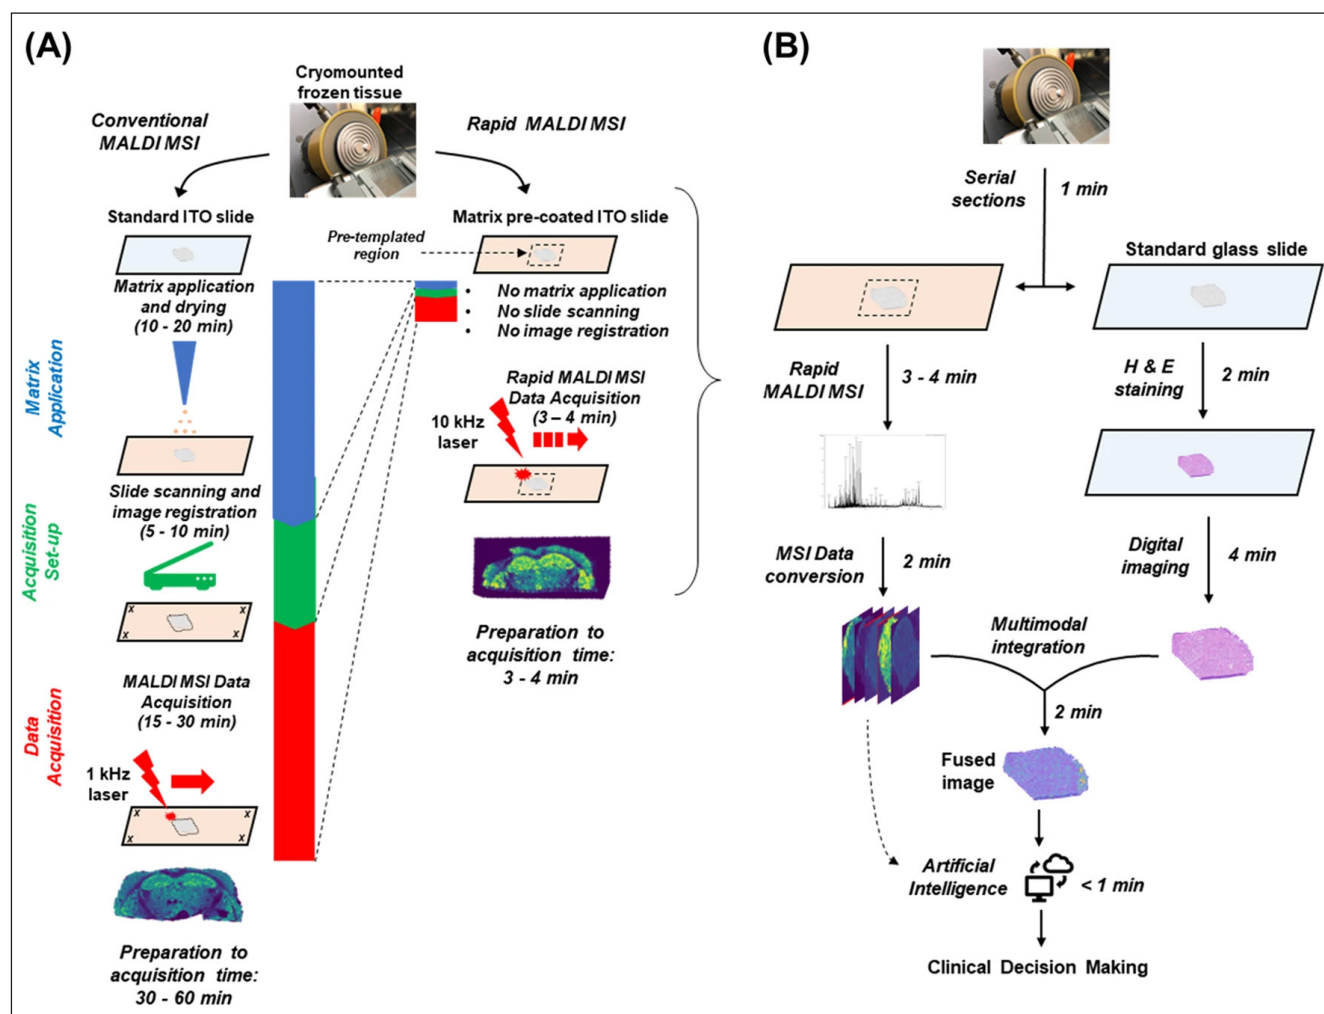 (A)
Cryomounted
frozen tissue
Conventional
MALDI MSI
Rapid MALDI MSI
Standard ITO slide
Matrix pre-coated ITO slide
Pre-templated
region
Matrix application
and drying
(10 - 20 min)
• No matrix application
• No slide scanning
• No image registration
Matrix
Application
Rapid MALDI MSI
Data Acquisition
(3 – 4 min)
10 kHz
laser
Slide scanning and
image registration
(5 - 10 min)
Acquisition
Set-up
x x
x x
Preparation to
acquisition time:
3 - 4 min
MALDI MSI Data
Acquisition
(15 - 30 min)
Data
Acquisition
1 kHz
laser
x x
x x
Preparation to
acquisition time:
30 - 60 min
(B)
Serial
sections
1 min
Standard glass slide
Rapid
MALDI MSI
3 - 4 min
H & E
staining
2 min
MSI Data
conversion
2 min
Digital
imaging
4 min
Multimodal
integration
2 min
Fused
image
Artificial
Intelligence
< 1 min
Clinical Decision Making